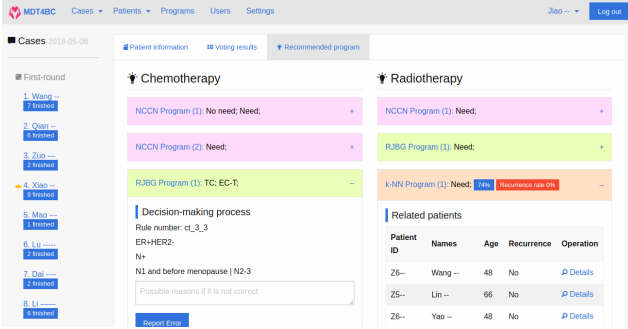 MDT4BC Cases Patients Programs Users Settings Jiao -- Log out
Cases 2018-05-08
Patient information Voting results Recommended program
First-round
1. Wang --
7 finished
2. Qian --
6 finished
3. Zuo ---
2 finished
4. Xiao --
9 finished
5. Mao ---
1 finished
6. Lu -----
2 finished
7. Dai ----
2 finished
8. Li ------
6 finished
Chemotherapy
NCCN Program (1): No need; Need; +
NCCN Program (2): Need; +
RJBG Program (1): TC; EC-T; –
Decision-making process
Rule number: ct_3_3
ER+HER2-
N+
N1 and before menopause | N2-3
Possible reasons if it is not correct
Report Error
Radiotherapy
NCCN Program (1): Need; +
RJBG Program (1): Need; +
k-NN Program (1): Need; 74% Recurrence rate 0% –
Related patients
Patient ID Names Age Recurrence Operation
Z6-- Wang -- 48 No Details
Z5-- Lin -- 66 No Details
Z6-- Yao -- 48 No Details